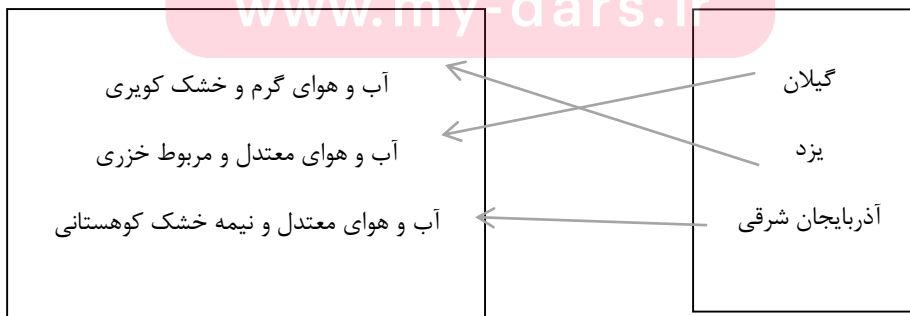 www.my-dars.ir
گیلان
یزد
آذربایجان شرقی
آب و هوای گرم و خشک کویری
آب و هوای معتدل و مربوط خزری
آب و هوای معتدل و نیمه خشک کوهستانی